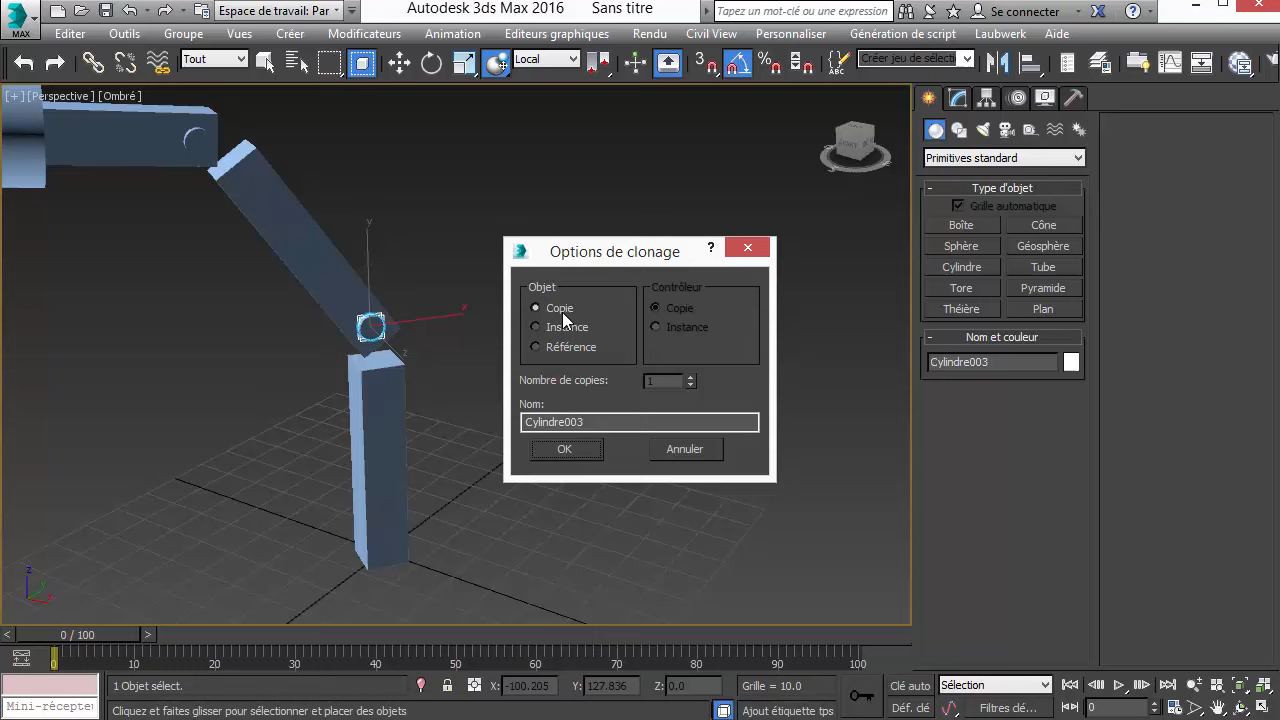 MAX
Espace de travail: Par
Autodesk 3ds Max 2016
Sans titre
Tapez un mot-clé ou une expression
Se connecter
Editer
Outils
Groupe
Vues
Créer
Modificateurs
Animation
Editeurs graphiques
Rendu
Civil View
Personnaliser
Génération de script
Laubwerk
Aide
Tout
Local
3
%
ABC
Créer jeu de sélecti
[+] [Perspective] [Ombré]
Primitives standard
- Type d'objet
Grille automatique
Boîte
Cône
Sphère
Géosphère
Cylindre
Tube
Tore
Pyramide
Théière
Plan
- Nom et couleur
Cylindre003
y
x
z
Options de clonage
?
Objet
Copie
Instance
Référence
Contrôleur
Copie
Instance
Nombre de copies:
1
Nom:
Cylindre003
OK
Annuler
z
< 0 / 100 >
0 10 20 30 40 50 60 70 80 90 100
1 Objet sélect.
X: -100.205
Y: 127.836
Z: 0.0
Grille = 10.0
Clé auto
Sélection
Mini-récepte
Cliquez et faites glisser pour sélectionner et placer des objets
Ajout étiquette tps
Déf. clé
Filtres clé...
0